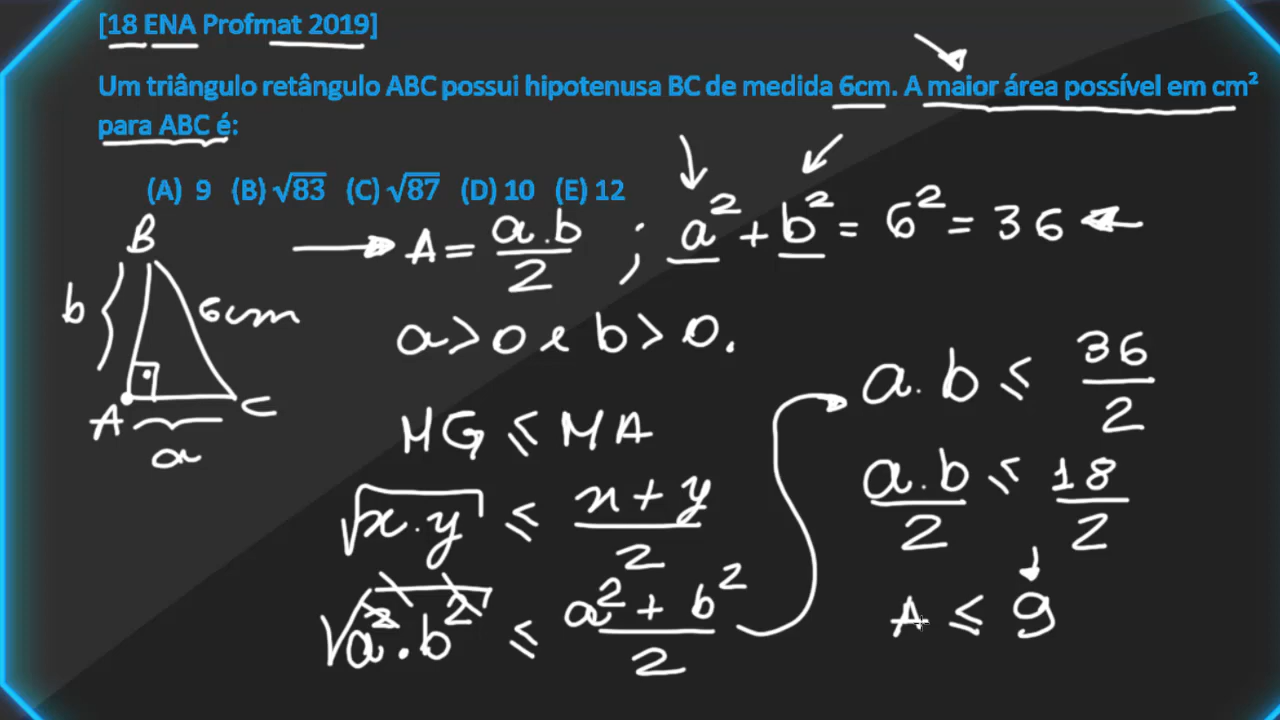 [18 ENA Profmat 2019]
Um triângulo retângulo ABC possui hipotenusa BC de medida 6cm. A maior área possível em cm²
para ABC é:
(A) 9 (B) √83 (C) √87 (D) 10 (E) 12
B
b
6cm
A
C
a
A = a.b/2 ; a² + b² = 6² = 36
a > 0 e b > 0.
MG ≤ MA
√x.y ≤ x + y/2
√a².b² ≤ a² + b²/2
a.b ≤ 36/2
a.b/2 ≤ 18/2
A ≤ 9